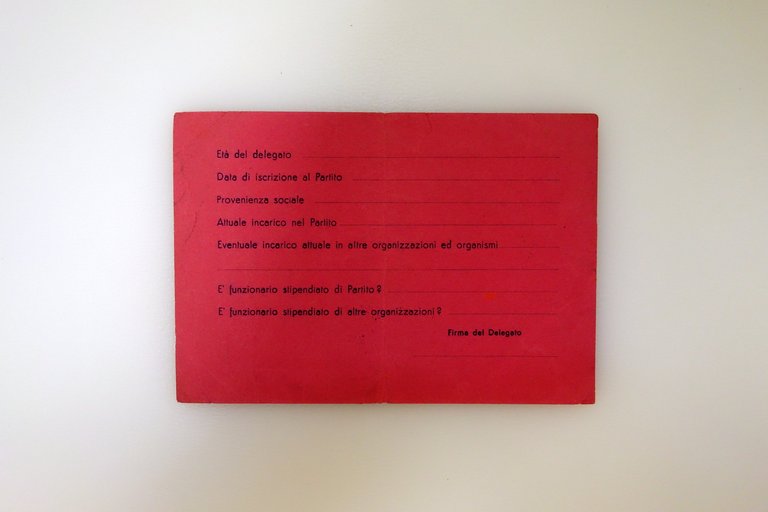 Età del delegato
Data di iscrizione al Partito
Provenienza sociale
Attuale incarico nel Partito
Eventuale incarico attuale in altre organizzazioni ed organismi
E' funzionario stipendiato di Partito?
E' funzionario stipendiato di altre organizzazioni?
Firma del Delegato